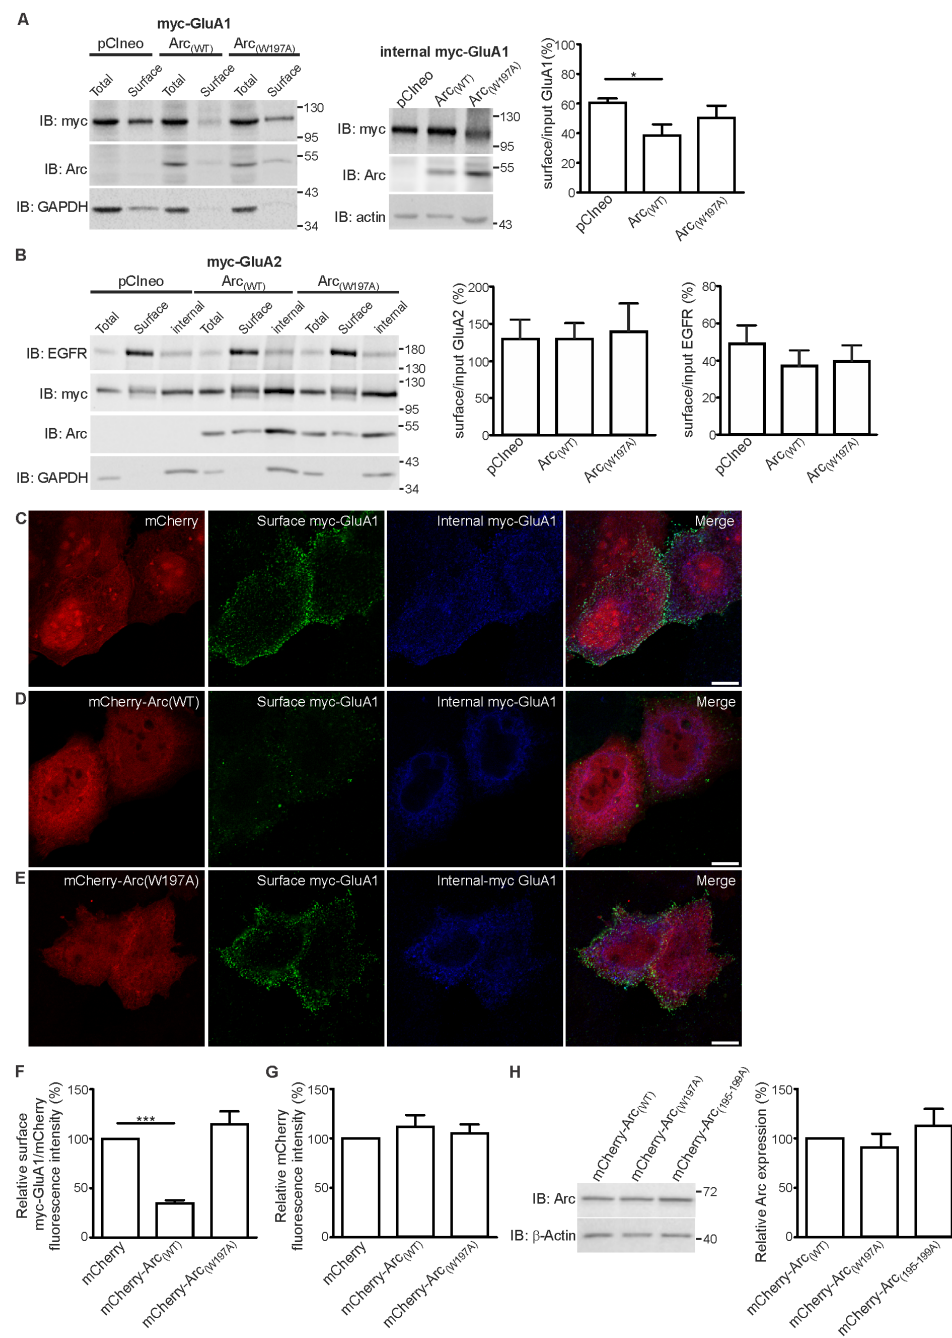 A
myc-GluA1
pCIneo Arc(WT) Arc(W197A)
Total Surface Total Surface Total Surface
IB: myc
130
95
IB: Arc
55
IB: GAPDH
43
34
internal myc-GluA1
pCIneo Arc(WT) Arc(W197A)
IB: myc
130
95
IB: Arc
55
IB: actin
43
surface/input GluA1(%)
100
80
60
40
20
0
*
pCIneo Arc(WT) Arc(W197A)
B
myc-GluA2
pCIneo Arc(WT) Arc(W197A)
Total Surface internal Total Surface internal Total Surface internal
IB: EGFR
180
130
IB: myc
130
95
IB: Arc
55
IB: GAPDH
43
34
surface/input GluA2 (%)
200
150
100
50
0
pCIneo Arc(WT) Arc(W197A)
surface/input EGFR (%)
80
60
40
20
0
pCIneo Arc(WT) Arc(W197A)
C
mCherry Surface myc-GluA1 Internal myc-GluA1 Merge
D
mCherry-Arc(WT) Surface myc-GluA1 Internal myc-GluA1 Merge
E
mCherry-Arc(W197A) Surface myc-GluA1 Internal-myc GluA1 Merge
F
Relative surface
myc-GluA1/mCherry
fluorescence intensity (%)
150
100
50
0
***
mCherry mCherry-Arc(WT) mCherry-Arc(W197A)
G
Relative mCherry
fluorescence intensity (%)
150
100
50
0
mCherry mCherry-Arc(WT) mCherry-Arc(W197A)
H
mCherry-Arc(WT) mCherry-Arc(W197A) mCherry-Arc(195-199A)
IB: Arc
72
IB: β-Actin
40
Relative Arc expression (%)
150
100
50
0
mCherry-Arc(WT) mCherry-Arc(W197A) mCherry-Arc(195-199A)